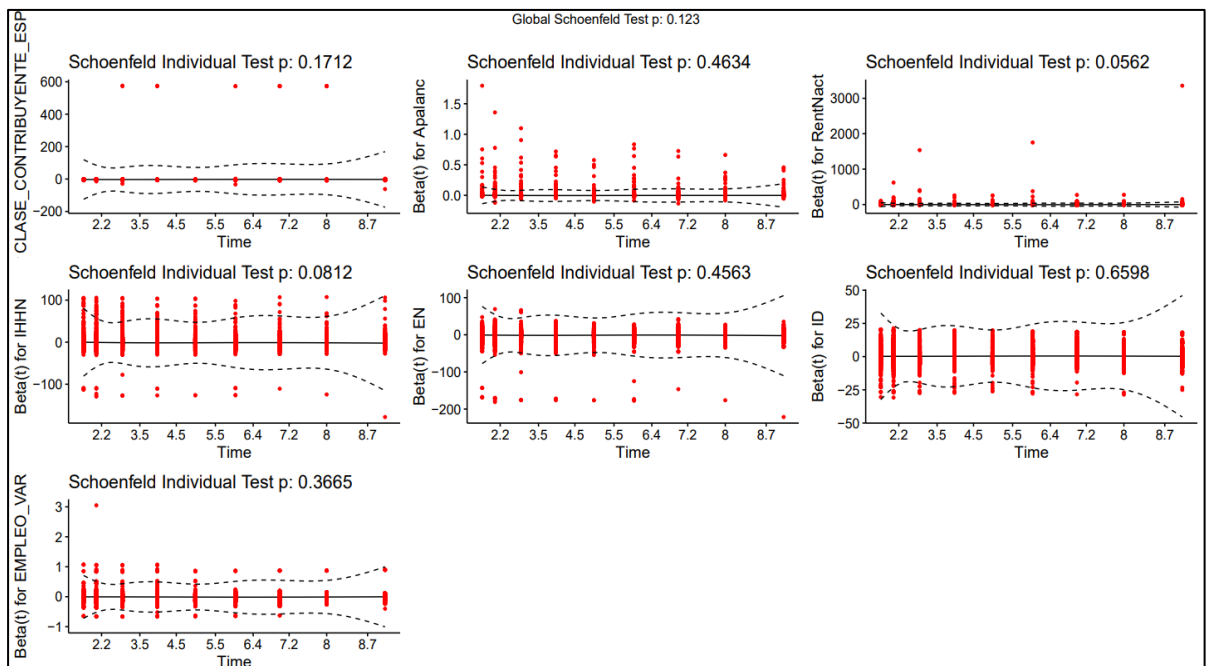 Global Schoenfeld Test p: 0.123
CLASE_CONTRIBUYENTE_ESP
Schoenfeld Individual Test p: 0.1712
600
400
200
0
−200
2.2 3.5 4.5 5.5 6.4 7.2 8 8.7
Time
Schoenfeld Individual Test p: 0.4634
Beta(t) for Apalanc
1.5
1.0
0.5
0.0
2.2 3.5 4.5 5.5 6.4 7.2 8 8.7
Time
Schoenfeld Individual Test p: 0.0562
Beta(t) for RentNact
3000
2000
1000
0
2.2 3.5 4.5 5.5 6.4 7.2 8 8.7
Time
Schoenfeld Individual Test p: 0.0812
Beta(t) for IHHN
100
0
−100
2.2 3.5 4.5 5.5 6.4 7.2 8 8.7
Time
Schoenfeld Individual Test p: 0.4563
Beta(t) for EN
100
0
−100
−200
2.2 3.5 4.5 5.5 6.4 7.2 8 8.7
Time
Schoenfeld Individual Test p: 0.6598
Beta(t) for ID
50
25
0
−25
−50
2.2 3.5 4.5 5.5 6.4 7.2 8 8.7
Time
Schoenfeld Individual Test p: 0.3665
Beta(t) for EMPLEO_VAR
3
2
1
0
−1
2.2 3.5 4.5 5.5 6.4 7.2 8 8.7
Time